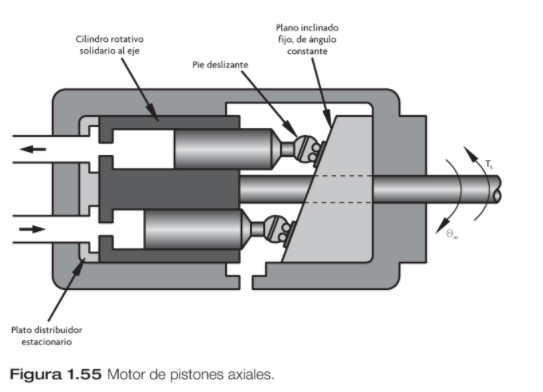 Plano inclinado
fijo, de ángulo
constante
Cilindro rotativo
solidario al eje
Pie deslizante
Plato distribuidor
estacionario
Figura 1.55 Motor de pistones axiales.